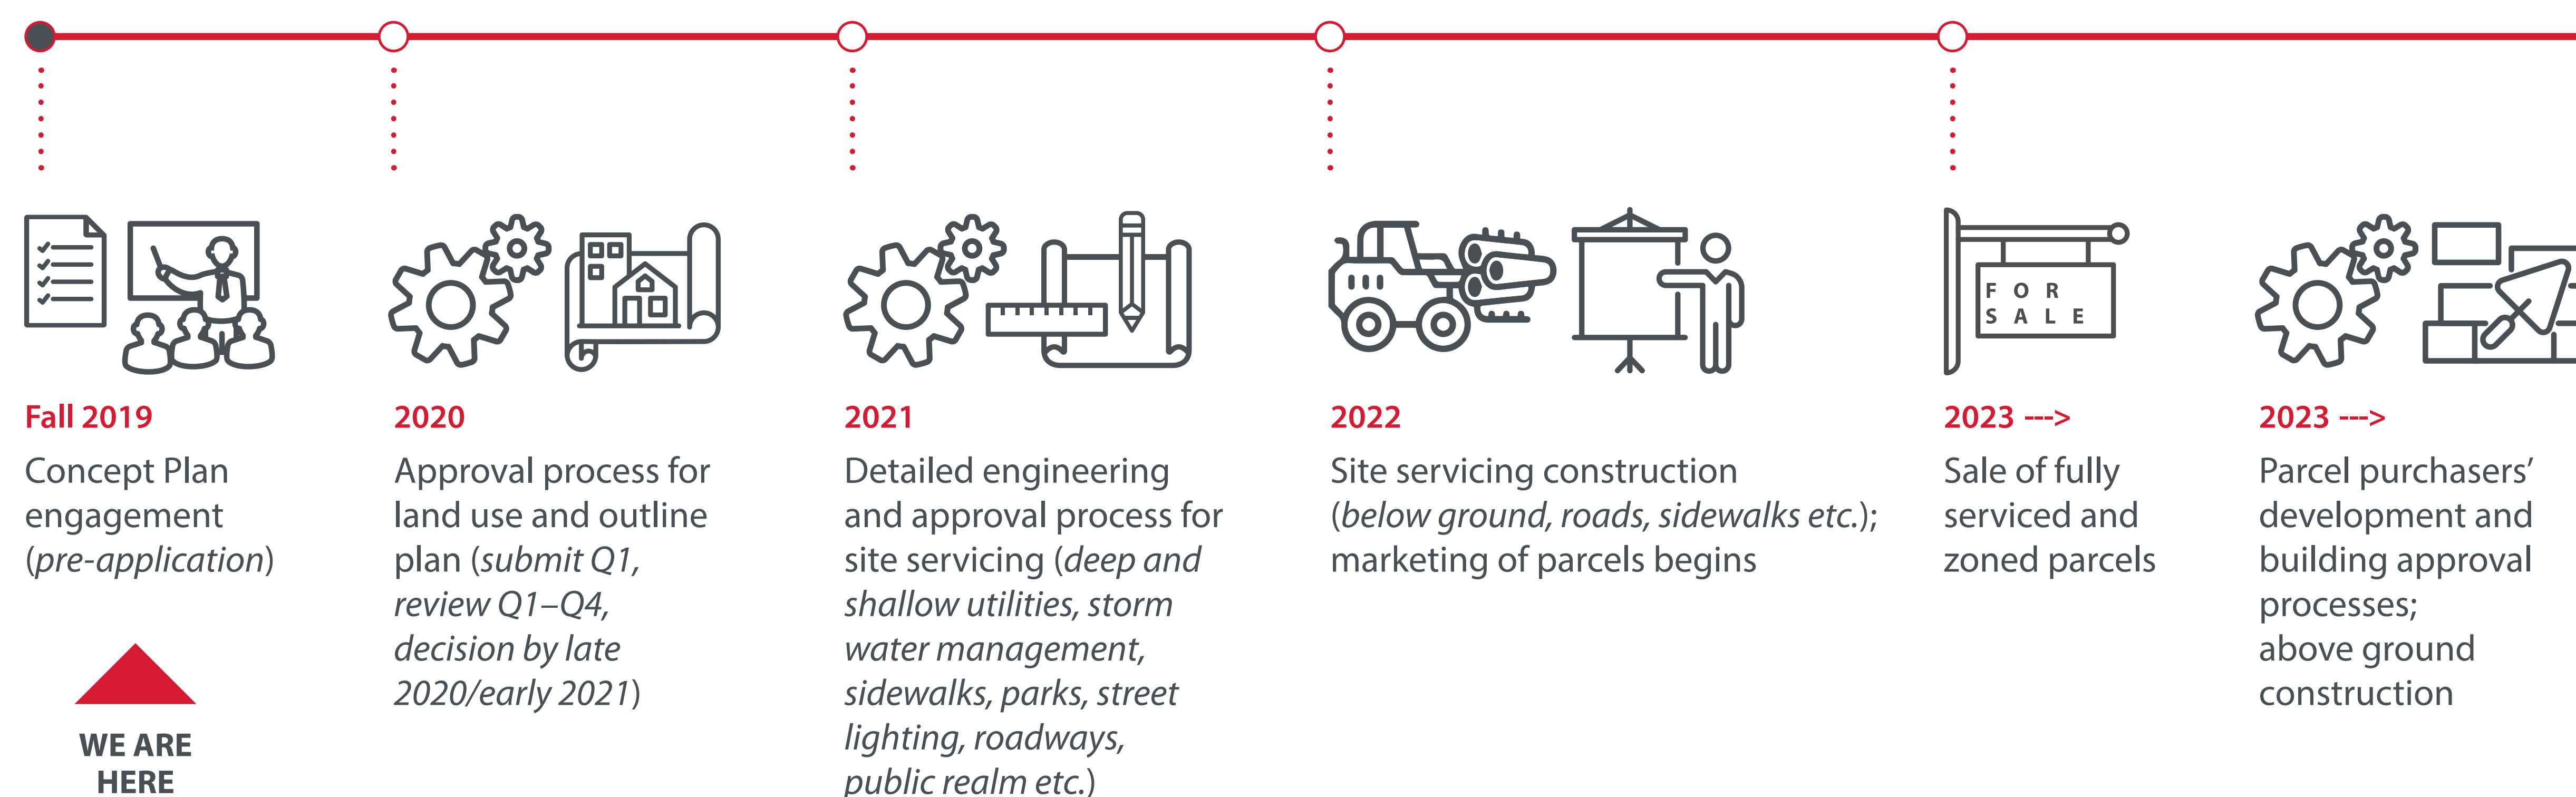 FOR
SALE
Fall 2019
Concept Plan
engagement
(pre-application)
WE ARE
HERE
2020
Approval process for
land use and outline
plan (submit Q1,
review Q1–Q4,
decision by late
2020/early 2021)
2021
Detailed engineering
and approval process for
site servicing (deep and
shallow utilities, storm
water management,
sidewalks, parks, street
lighting, roadways,
public realm etc.)
2022
Site servicing construction
(below ground, roads, sidewalks etc.);
marketing of parcels begins
2023 --->
Sale of fully
serviced and
zoned parcels
2023 --->
Parcel purchasers’
development and
building approval
processes;
above ground
construction